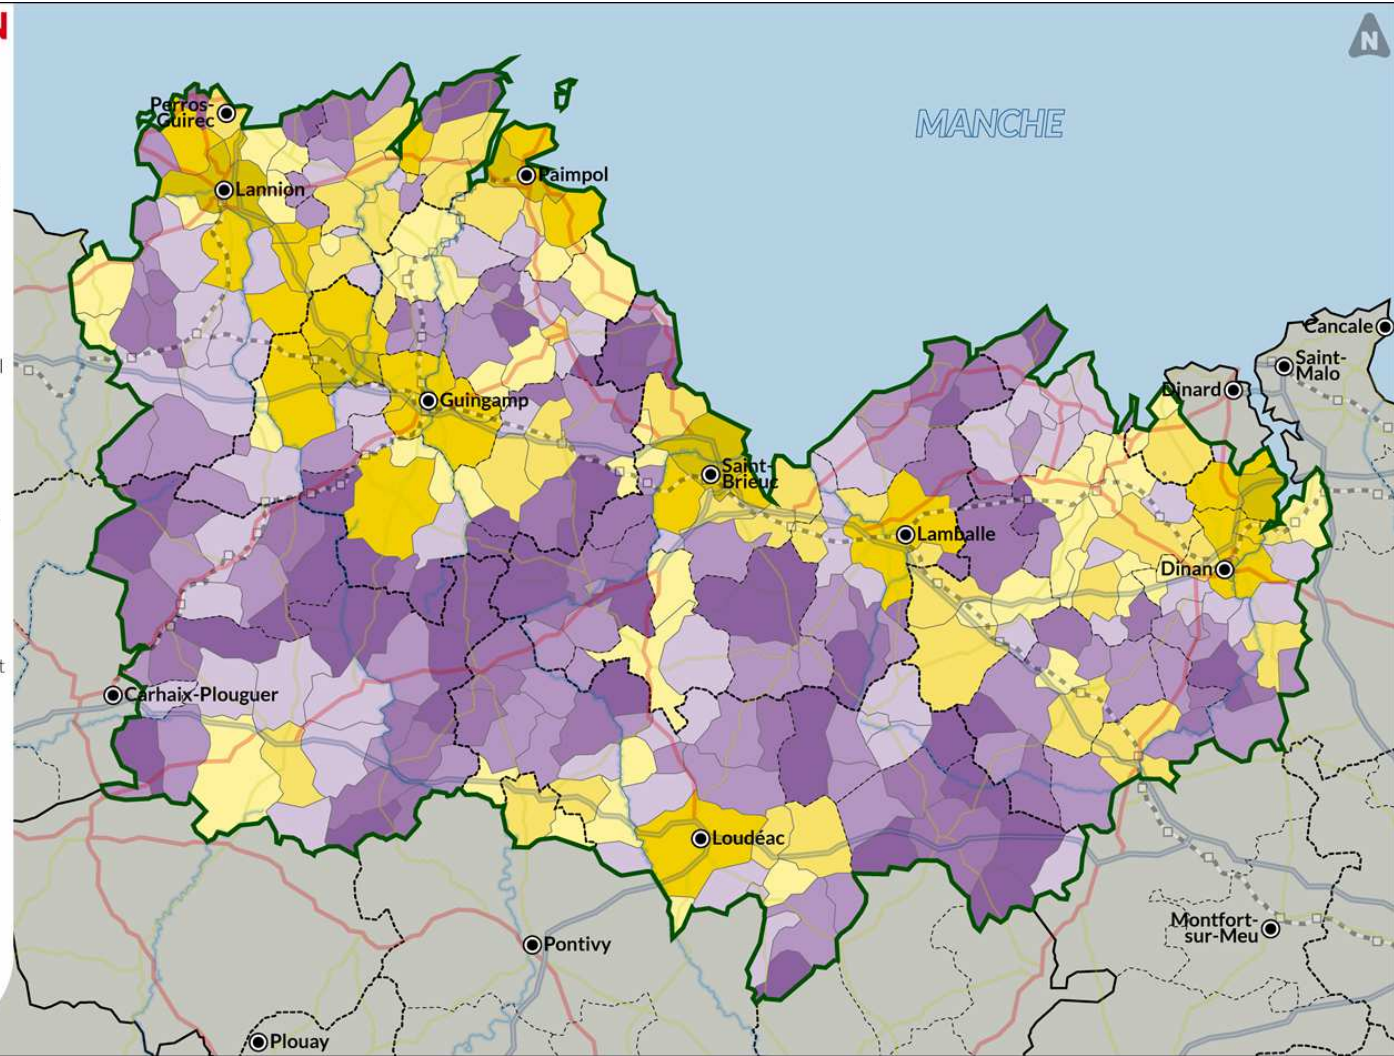 N
Perros-
Guirec
MANCHE
Lannion
Paimpol
Cancale
Saint-
Malo
Dinard
Guingamp
Saint-
Brieuc
Lamballe
Dinan
Carhaix-Plouguer
Loudéac
Montfort-
sur-Meu
Pontivy
Plouay